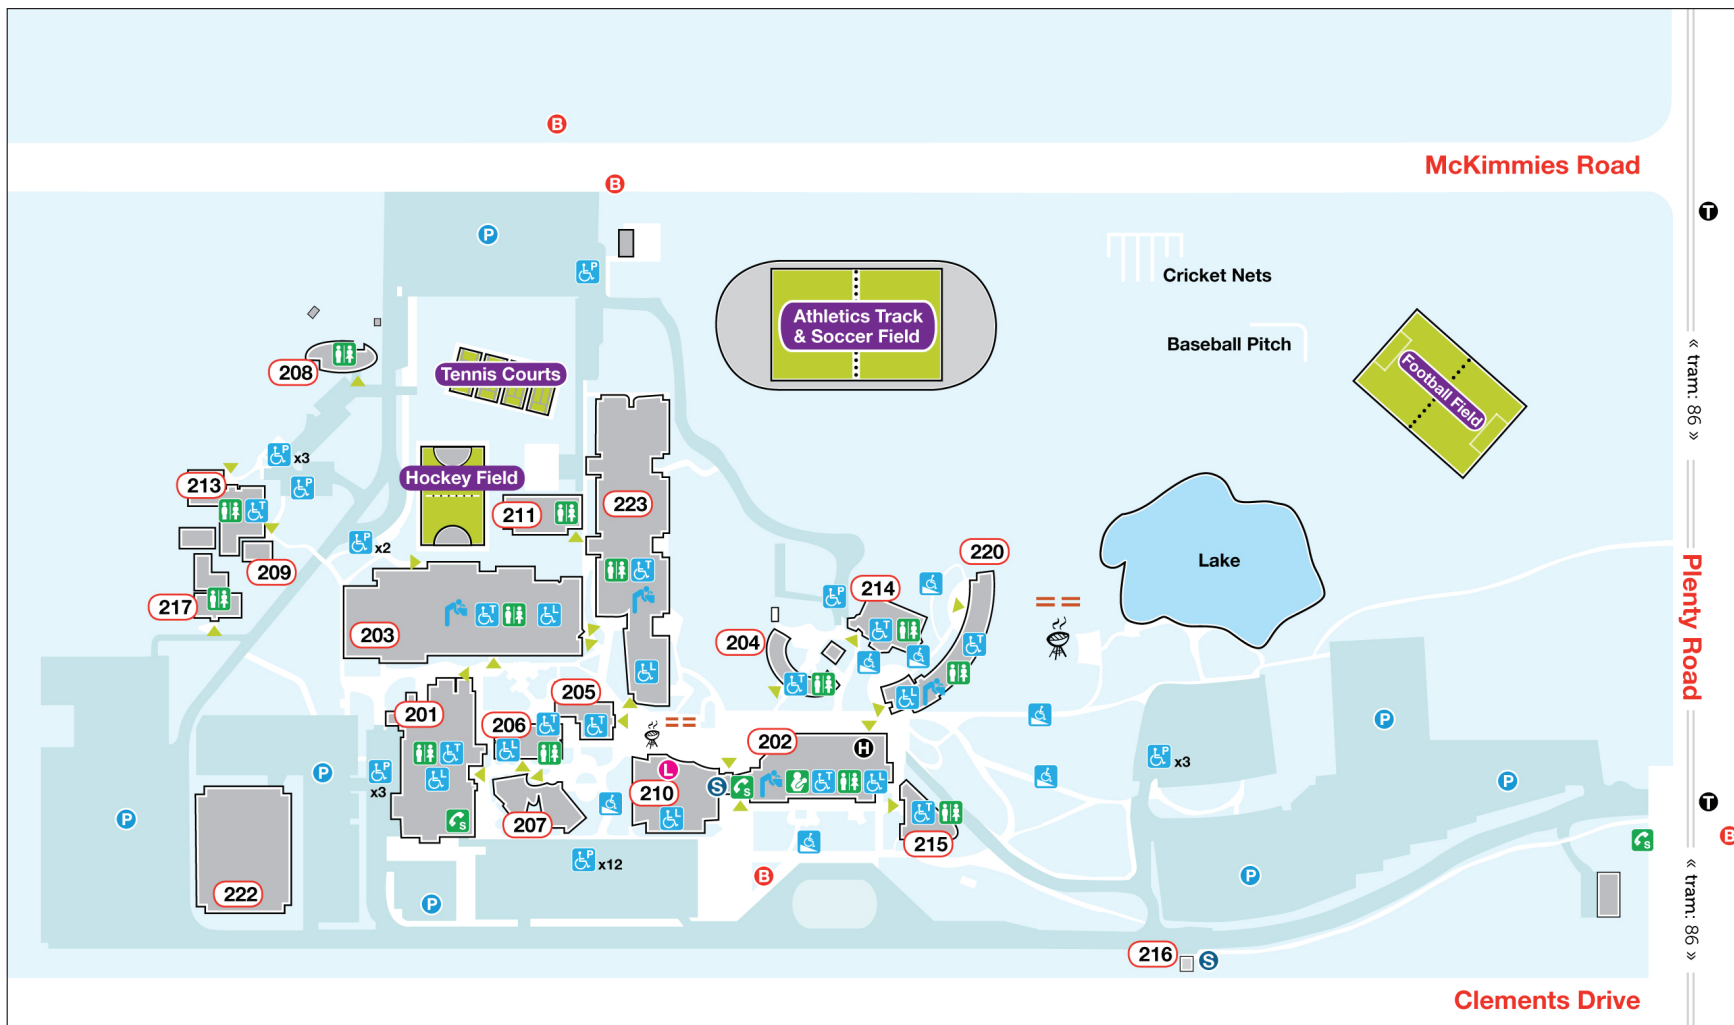 B
McKimmies Road
B
T
P
P
Cricket Nets
Athletics Track
& Soccer Field
Baseball Pitch
« tram: 86 »
208
Tennis Courts
Football Field
P
x3
P
Hockey Field
213
T
223
211
P
x2
220
Lake
209
T
214
P
217
T
L
T
203
204
T
L
T
Plenty Road
205
201
206
T
T
L
P
202
H
T
L
P
x3
P
P
x3
L
210
S
S
T
L
P
T
P
L
207
S
T
215
B
S
P
x12
B
P
222
P
« tram: 86 »
216
S
Clements Drive